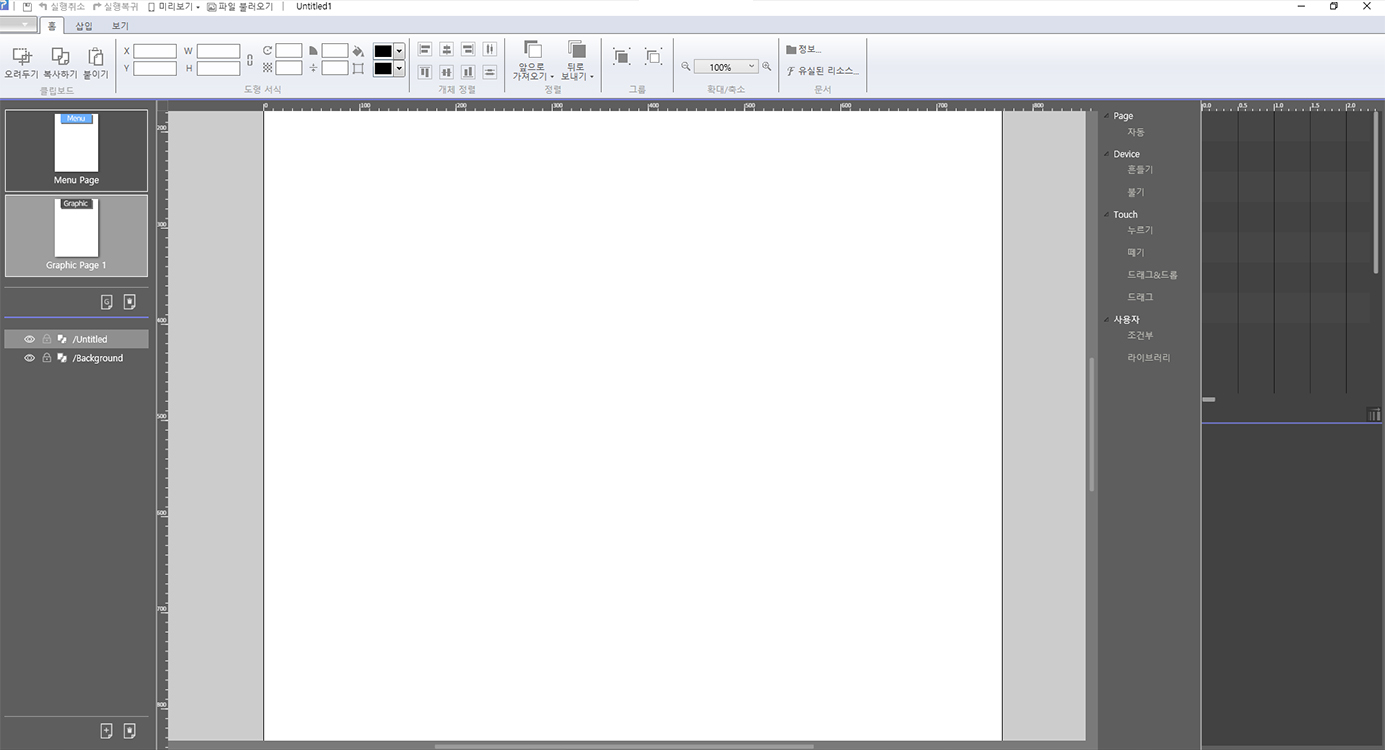 실행취소 실행복귀 미리보기 파일 불러오기 Untitled1
홈 삽입 보기
오려두기 복사하기 붙이기
클립보드
X W
Y H
도형 서식
개체 정렬
앞으로 가져오기
뒤로 보내기
정렬
그룹
100%
확대/축소
정보...
유실된 리소스...
문서
0 100 200 300 400 500 600 700 800
0.0 0.5 1.0 1.5 2.0
Menu
Menu Page
Graphic
Graphic Page 1
G
/Untitled
/Background
200
300
400
500
600
700
800
Page
자동
Device
흔들기
불기
Touch
누르기
떼기
드래그&드롭
드래그
사용자
조건부
라이브러리